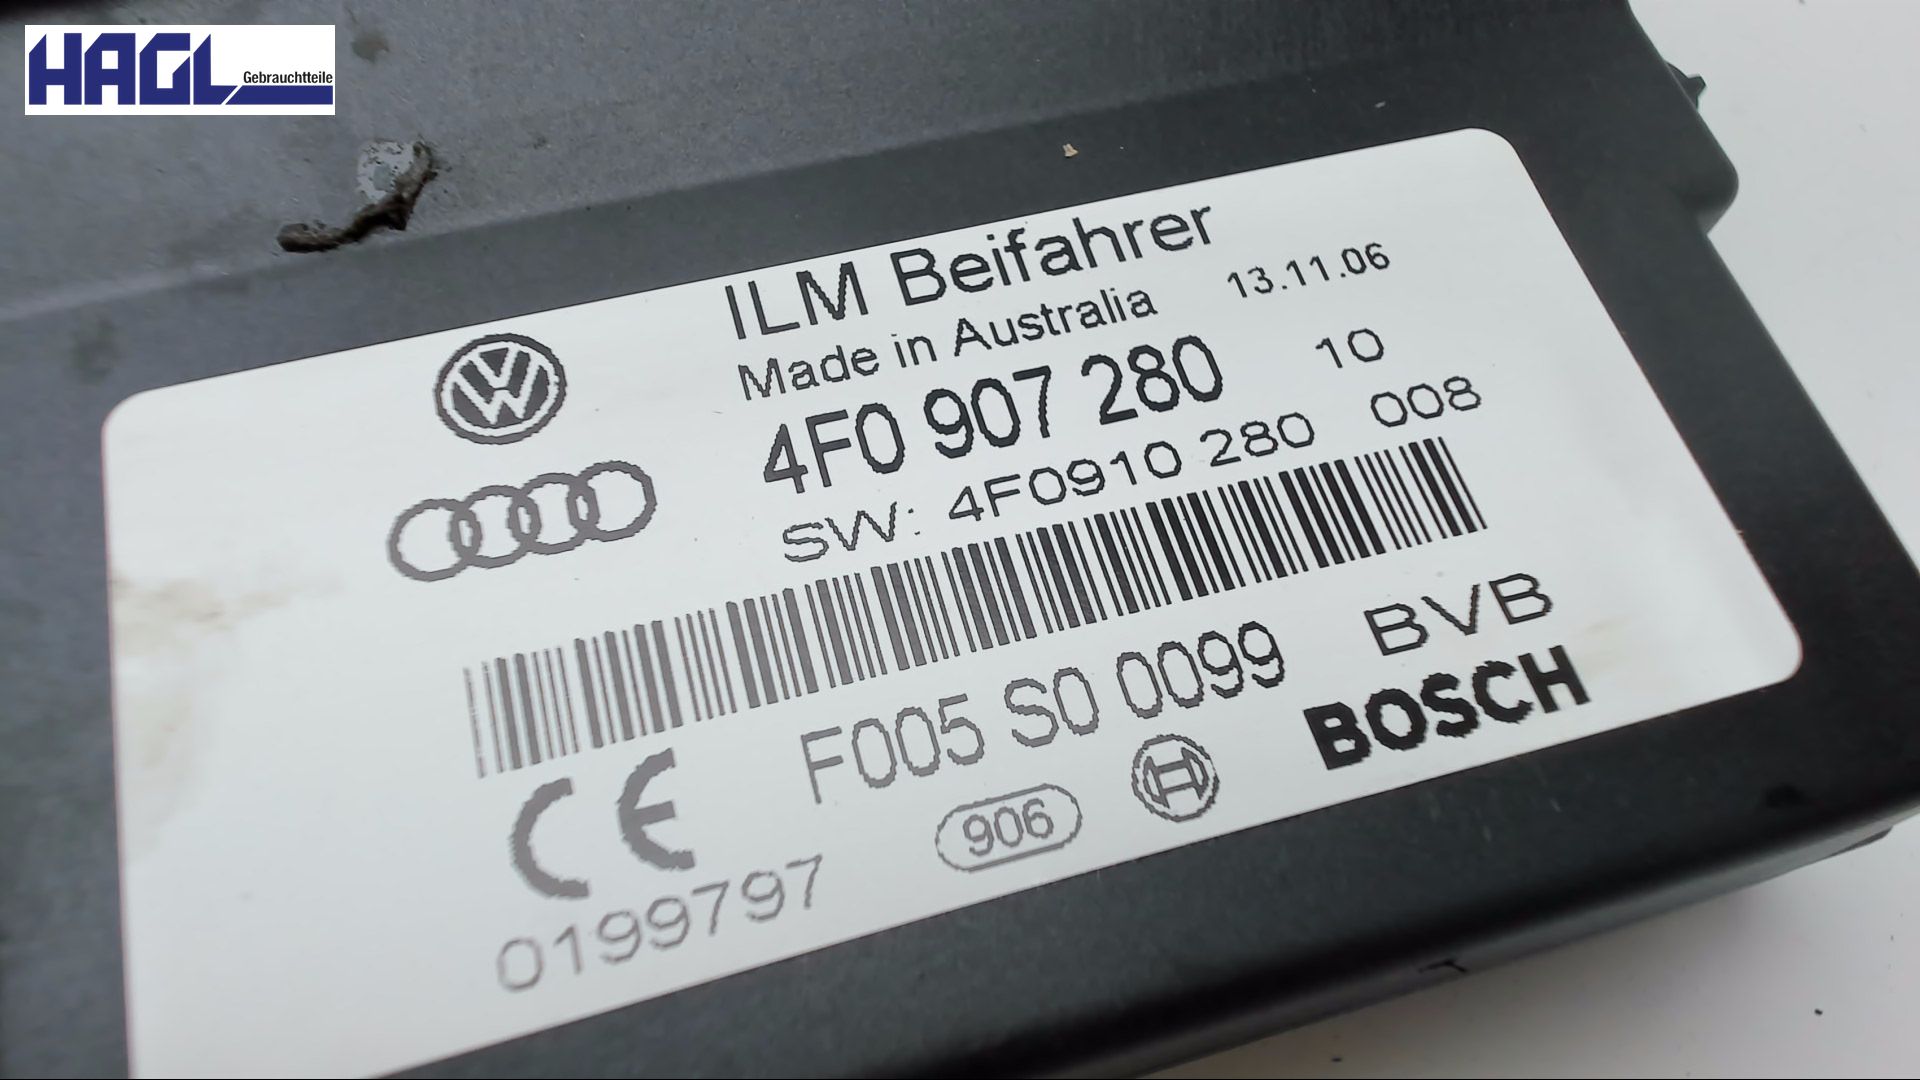 HAGL
Gebrauchtteile
ILM Beifahrer
Made in Australia 13.11.06
4F0 907 280 10
SW: 4F0910 280 008
F005 S0 0099 BVB
BOSCH
CE
906
0199797